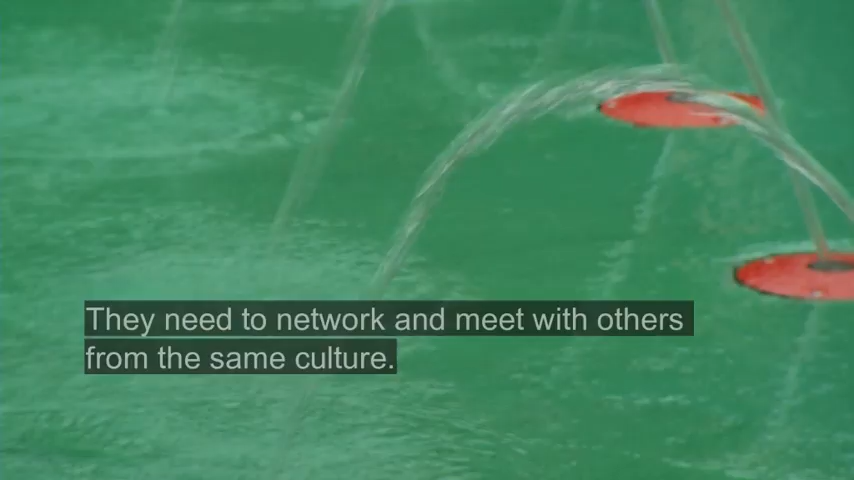 They need to network and meet with others
from the same culture.